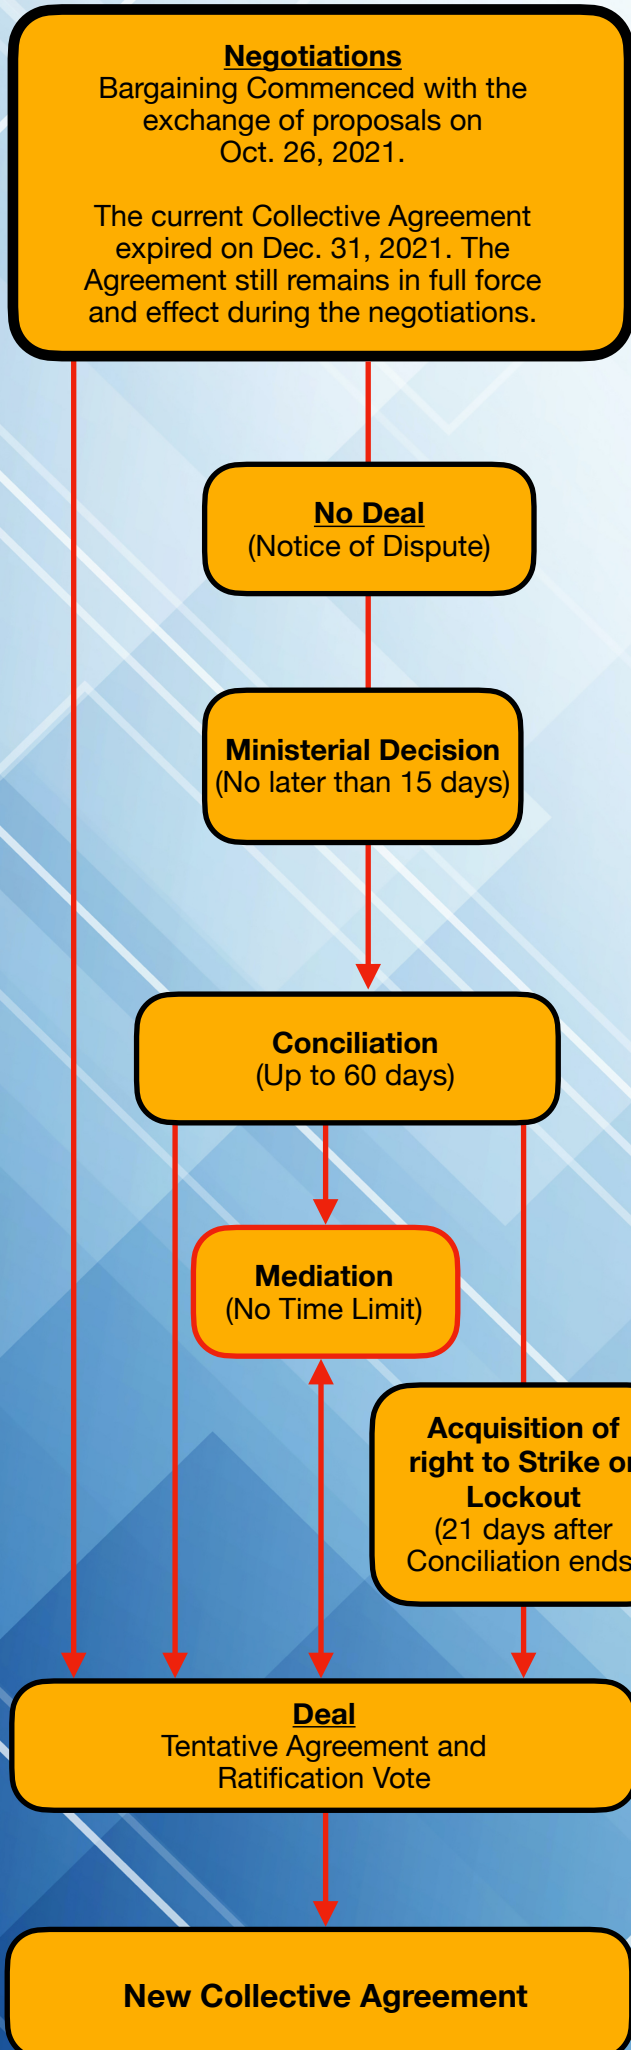 Negotiations
Bargaining Commenced with the
exchange of proposals on
Oct. 26, 2021.
The current Collective Agreement
expired on Dec. 31, 2021. The
Agreement still remains in full force
and effect during the negotiations.
No Deal
(Notice of Dispute)
Ministerial Decision
(No later than 15 days)
Conciliation
(Up to 60 days)
Mediation
(No Time Limit)
Acquisition of
right to Strike or
Lockout
(21 days after
Conciliation ends
Deal
Tentative Agreement and
Ratification Vote
New Collective Agreement